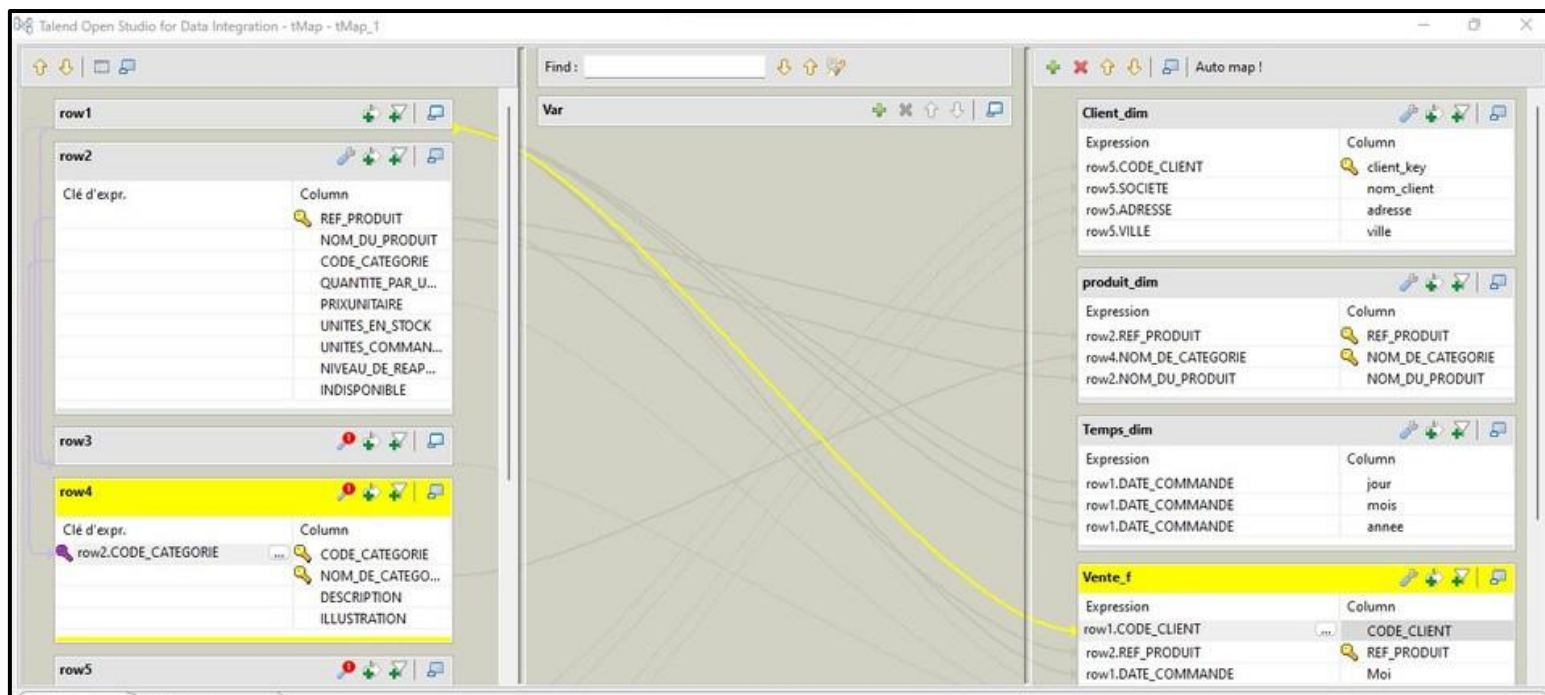 Talend Open Studio for Data Integration - tMap - tMap_1
Find :
Auto map !
row1
row2
Clé d'expr. Column
REF_PRODUIT
NOM_DU_PRODUIT
CODE_CATEGORIE
QUANTITE_PAR_U...
PRIXUNITAIRE
UNITES_EN_STOCK
UNITES_COMMAN...
NIVEAU_DE_REAP...
INDISPONIBLE
row3
row4
Clé d'expr. Column
row2.CODE_CATEGORIE ... CODE_CATEGORIE
NOM_DE_CATEGO...
DESCRIPTION
ILLUSTRATION
row5
Var
Client_dim
Expression Column
row5.CODE_CLIENT client_key
row5.SOCIETE nom_client
row5.ADRESSE adresse
row5.VILLE ville
produit_dim
Expression Column
row2.REF_PRODUIT REF_PRODUIT
row4.NOM_DE_CATEGORIE NOM_DE_CATEGORIE
row2.NOM_DU_PRODUIT NOM_DU_PRODUIT
Temps_dim
Expression Column
row1.DATE_COMMANDE jour
row1.DATE_COMMANDE mois
row1.DATE_COMMANDE annee
Vente_f
Expression Column
row1.CODE_CLIENT ... CODE_CLIENT
row2.REF_PRODUIT REF_PRODUIT
row1.DATE_COMMANDE Moi